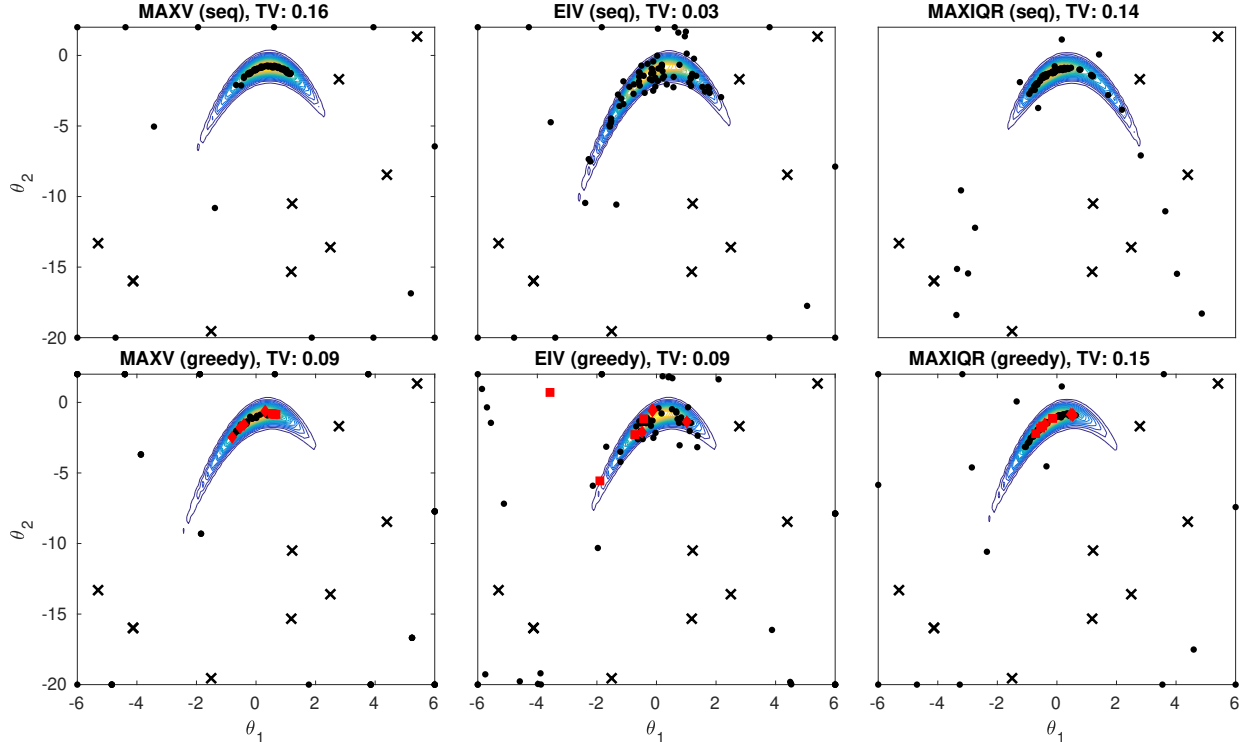 MAXV (seq), TV: 0.16
EIV (seq), TV: 0.03
MAXIQR (seq), TV: 0.14
0
-5
-10
-15
-20
θ2
MAXV (greedy), TV: 0.09
EIV (greedy), TV: 0.09
MAXIQR (greedy), TV: 0.15
0
-5
-10
-15
-20
θ2
-6 -4 -2 0 2 4 6
-6 -4 -2 0 2 4 6
-6 -4 -2 0 2 4 6
θ1
θ1
θ1